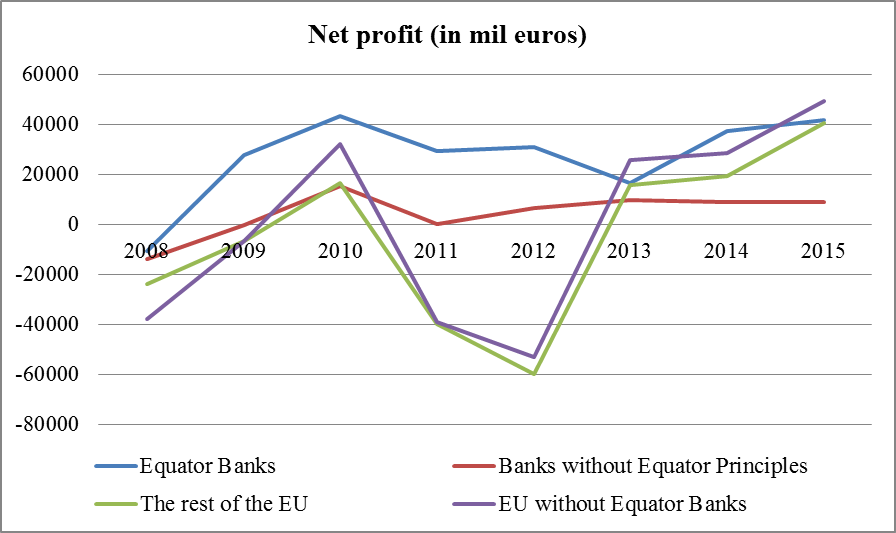 Net profit (in mil euros)
60000
40000
20000
0
2008 2009 2010 2011 2012 2013 2014 2015
-20000
-40000
-60000
-80000
Equator Banks Banks without Equator Principles
The rest of the EU EU without Equator Banks